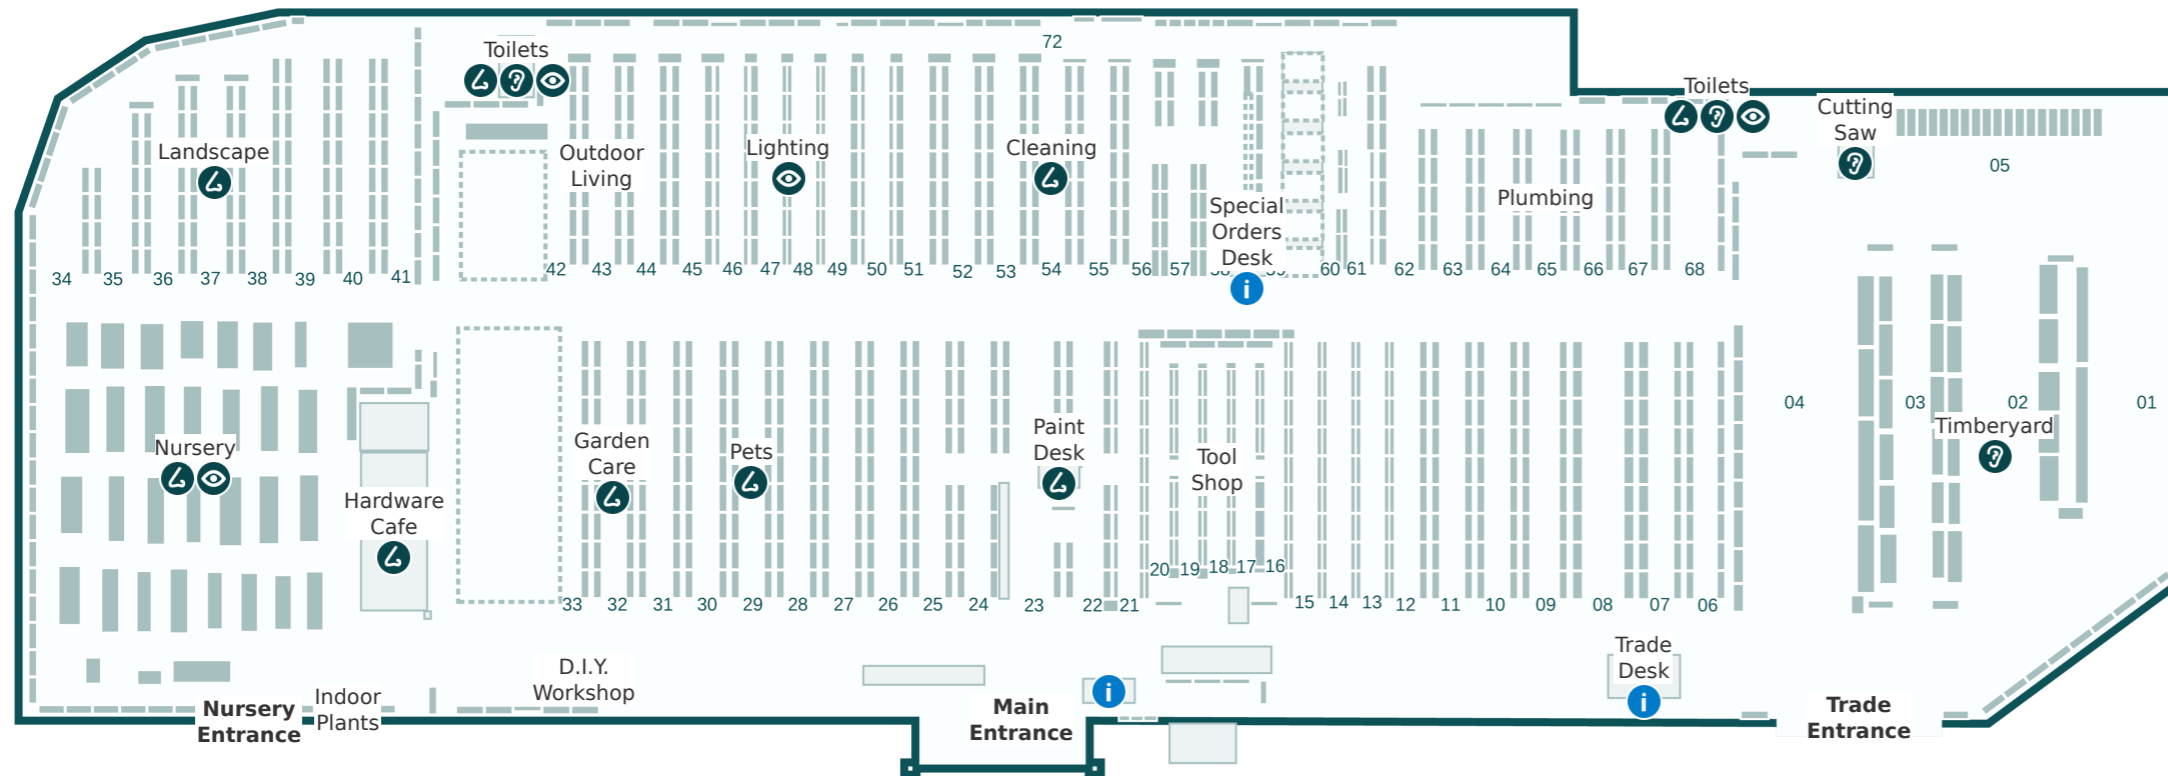 72
Toilets
Toilets
Cutting
Saw
05
Landscape
Outdoor
Living
Lighting
Cleaning
Plumbing
Special
Orders
Desk
i
34 35 36 37 38 39 40 41 42 43 44 45 46 47 48 49 50 51 52 53 54 55 56 57 58 59 60 61 62 63 64 65 66 67 68
04 03 02 01
Timberyard
Nursery
Hardware
Cafe
Garden
Care
Pets
Paint
Desk
Tool
Shop
20 19 18 17 16
33 32 31 30 29 28 27 26 25 24 23 22 21 15 14 13 12 11 10 09 08 07 06
D.I.Y.
Workshop
Trade
Desk
i
i
Indoor
Plants
Nursery
Entrance
Main
Entrance
Trade
Entrance